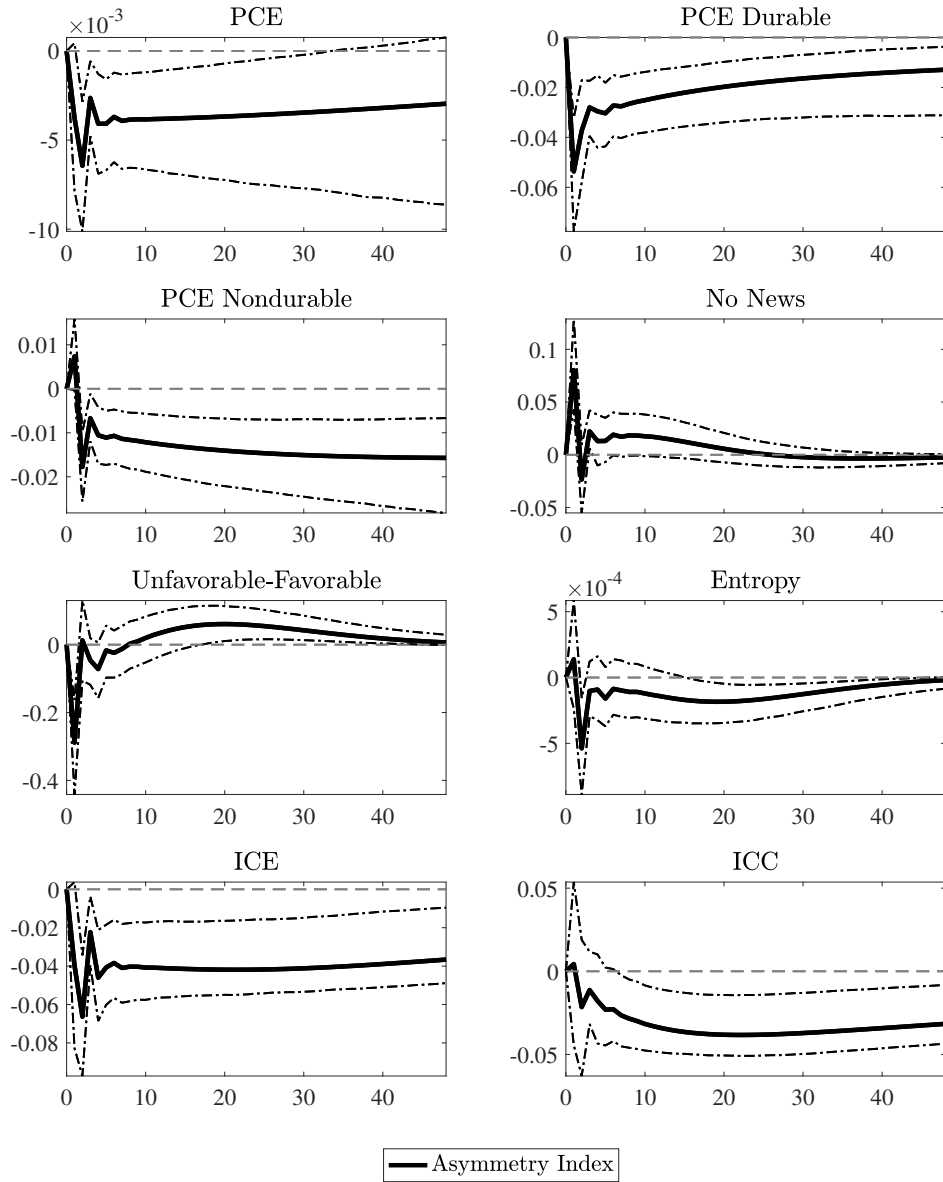 PCE
×10⁻³
0
-5
-10
0 10 20 30 40
PCE Durable
0
-0.02
-0.04
-0.06
0 10 20 30 40
PCE Nondurable
0.01
0
-0.01
-0.02
0 10 20 30 40
No News
0.1
0.05
0
-0.05
0 10 20 30 40
Unfavorable-Favorable
0
-0.2
-0.4
0 10 20 30 40
Entropy
×10⁻⁴
5
0
-5
0 10 20 30 40
ICE
0
-0.02
-0.04
-0.06
-0.08
0 10 20 30 40
ICC
0.05
0
-0.05
0 10 20 30 40
Asymmetry Index